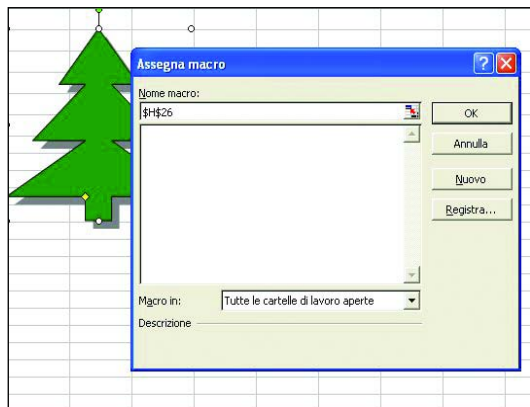 Assegna macro
Nome macro:
$H$26
OK
Annulla
Nuovo
Registra...
Macro in:
Tutte le cartelle di lavoro aperte
Descrizione